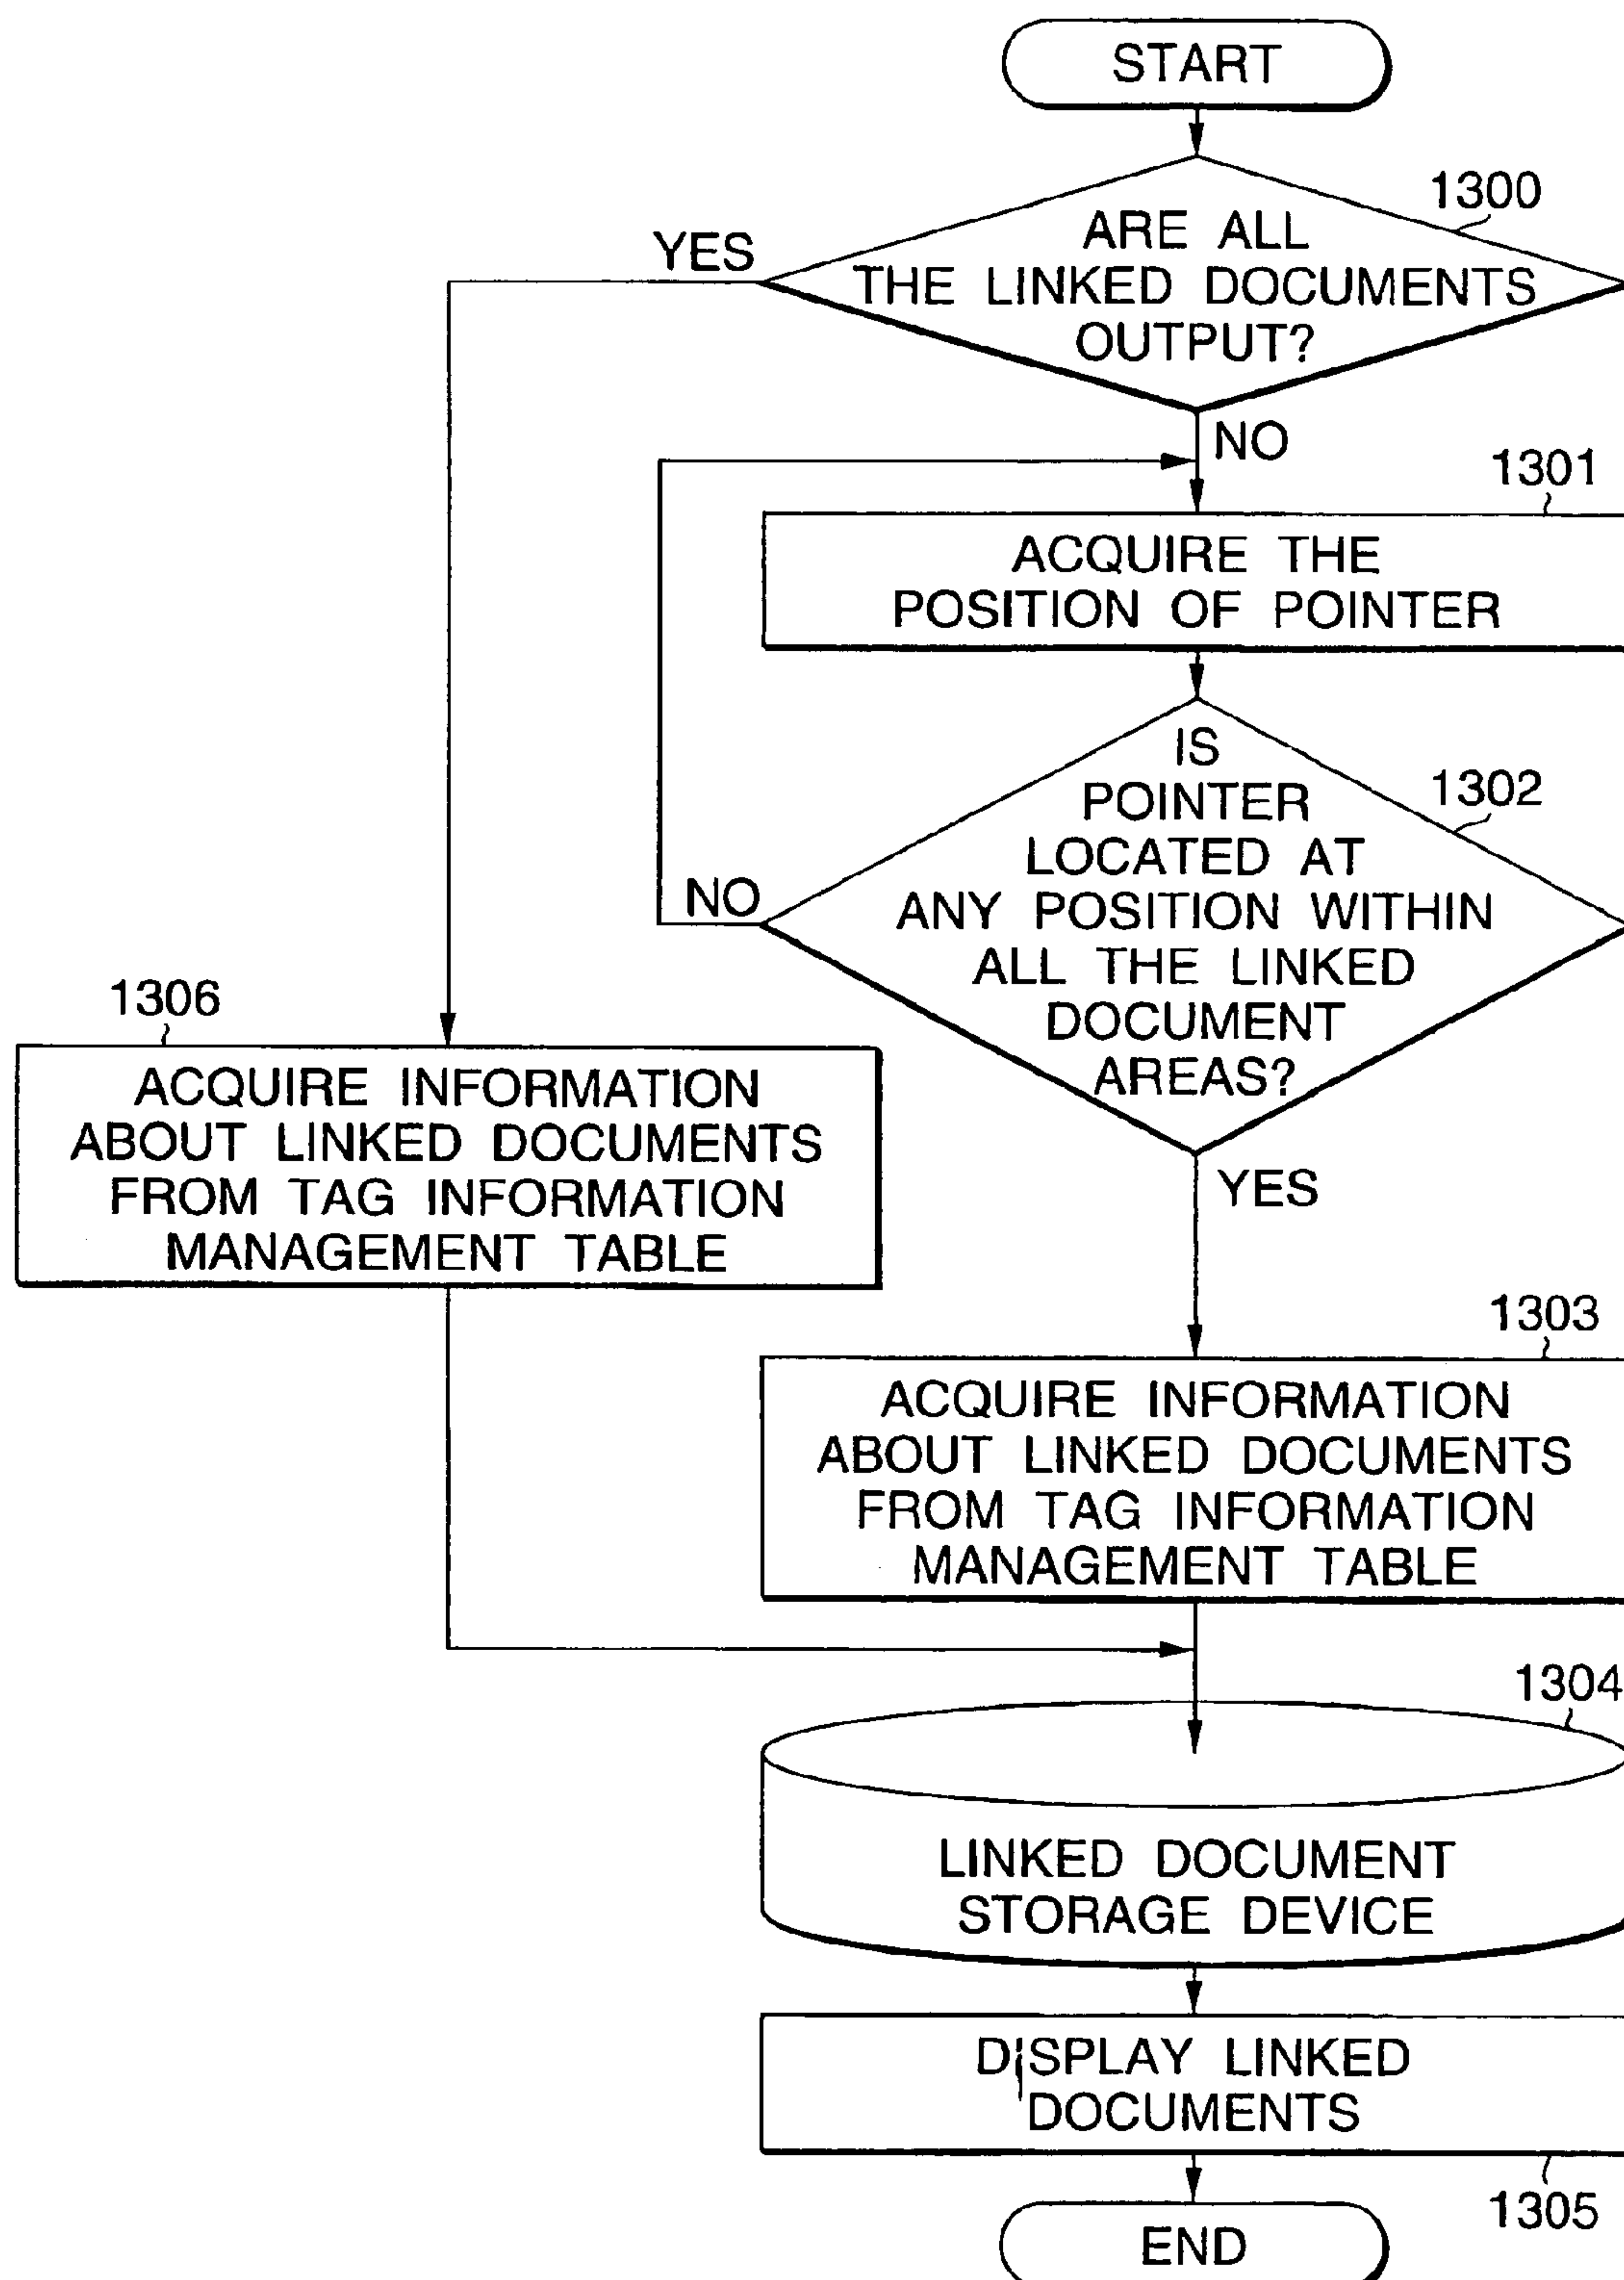 START
1300
ARE ALL
THE LINKED DOCUMENTS
OUTPUT?
YES
NO
1301
ACQUIRE THE
POSITION OF POINTER
1302
IS
POINTER
LOCATED AT
ANY POSITION WITHIN
ALL THE LINKED
DOCUMENT
AREAS?
NO
YES
1306
ACQUIRE INFORMATION
ABOUT LINKED DOCUMENTS
FROM TAG INFORMATION
MANAGEMENT TABLE
1303
ACQUIRE INFORMATION
ABOUT LINKED DOCUMENTS
FROM TAG INFORMATION
MANAGEMENT TABLE
1304
LINKED DOCUMENT
STORAGE DEVICE
DISPLAY LINKED
DOCUMENTS
1305
END